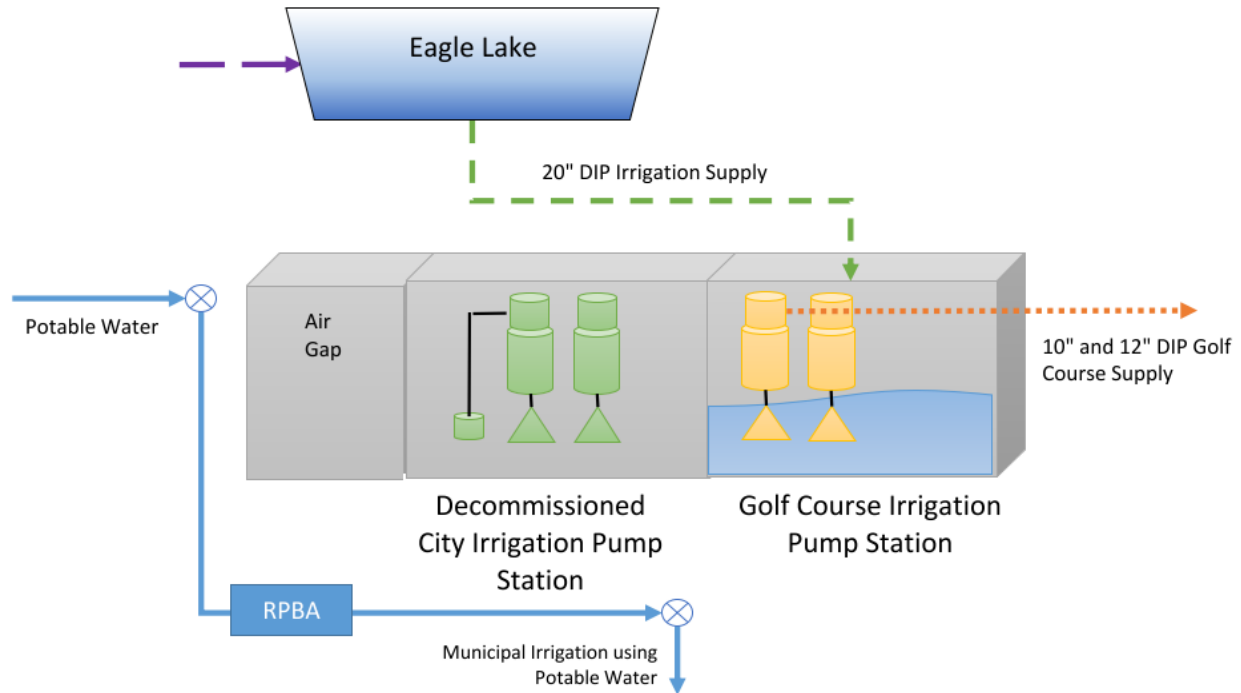 Eagle Lake
20" DIP Irrigation Supply
Potable Water
Air
Gap
10" and 12" DIP Golf
Course Supply
Decommissioned
City Irrigation Pump
Station
Golf Course Irrigation
Pump Station
RPBA
Municipal Irrigation using
Potable Water